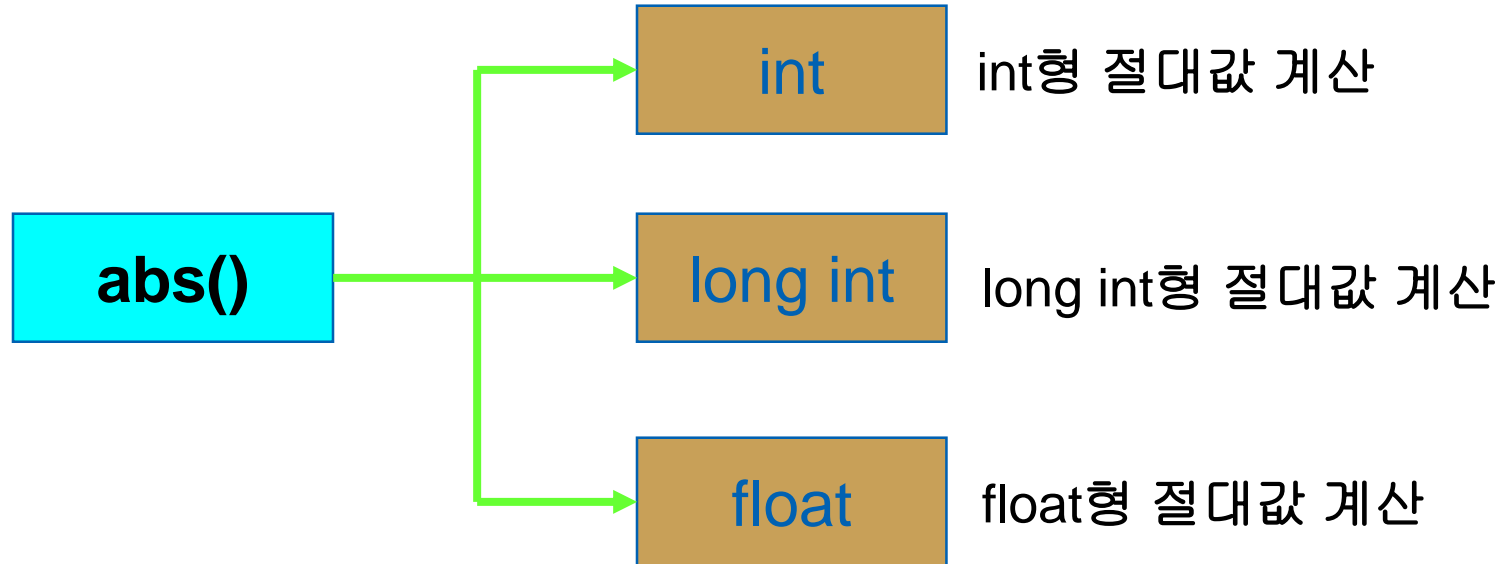 int
int형 절대값 계산
abs()
long int
long int형 절대값 계산
float
float형 절대값 계산